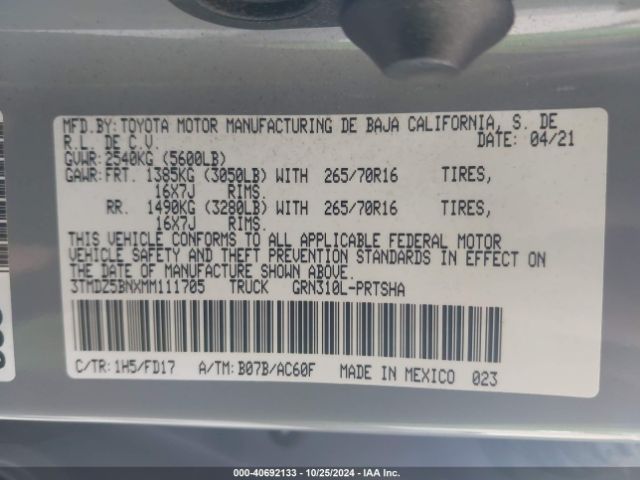 MFD.BY:TOYOTA MOTOR MANUFACTURING DE BAJA CALIFORNIA, S. DE
R.L. DE C.V. DATE: 04/21
GVWR: 2540KG (5600LB)
GAWR: FRT. 1385KG (3050LB) WITH 265/70R16 TIRES,
16X7J RIMS.
RR. 1490KG (3280LB) WITH 265/70R16 TIRES,
16X7J RIMS.
THIS VEHICLE CONFORMS TO ALL APPLICABLE FEDERAL MOTOR
VEHICLE SAFETY AND THEFT PREVENTION STANDARDS IN EFFECT ON THE
DATE OF MANUFACTURE SHOWN ABOVE.
3TMDZ5BNXMM111705 TRUCK GRN310L-PRTSHA
C/TR: 1H5/FD17 A/TM: B07B/AC60F MADE IN MEXICO 023
000-40692133 - 10/25/2024 - IAA Inc.